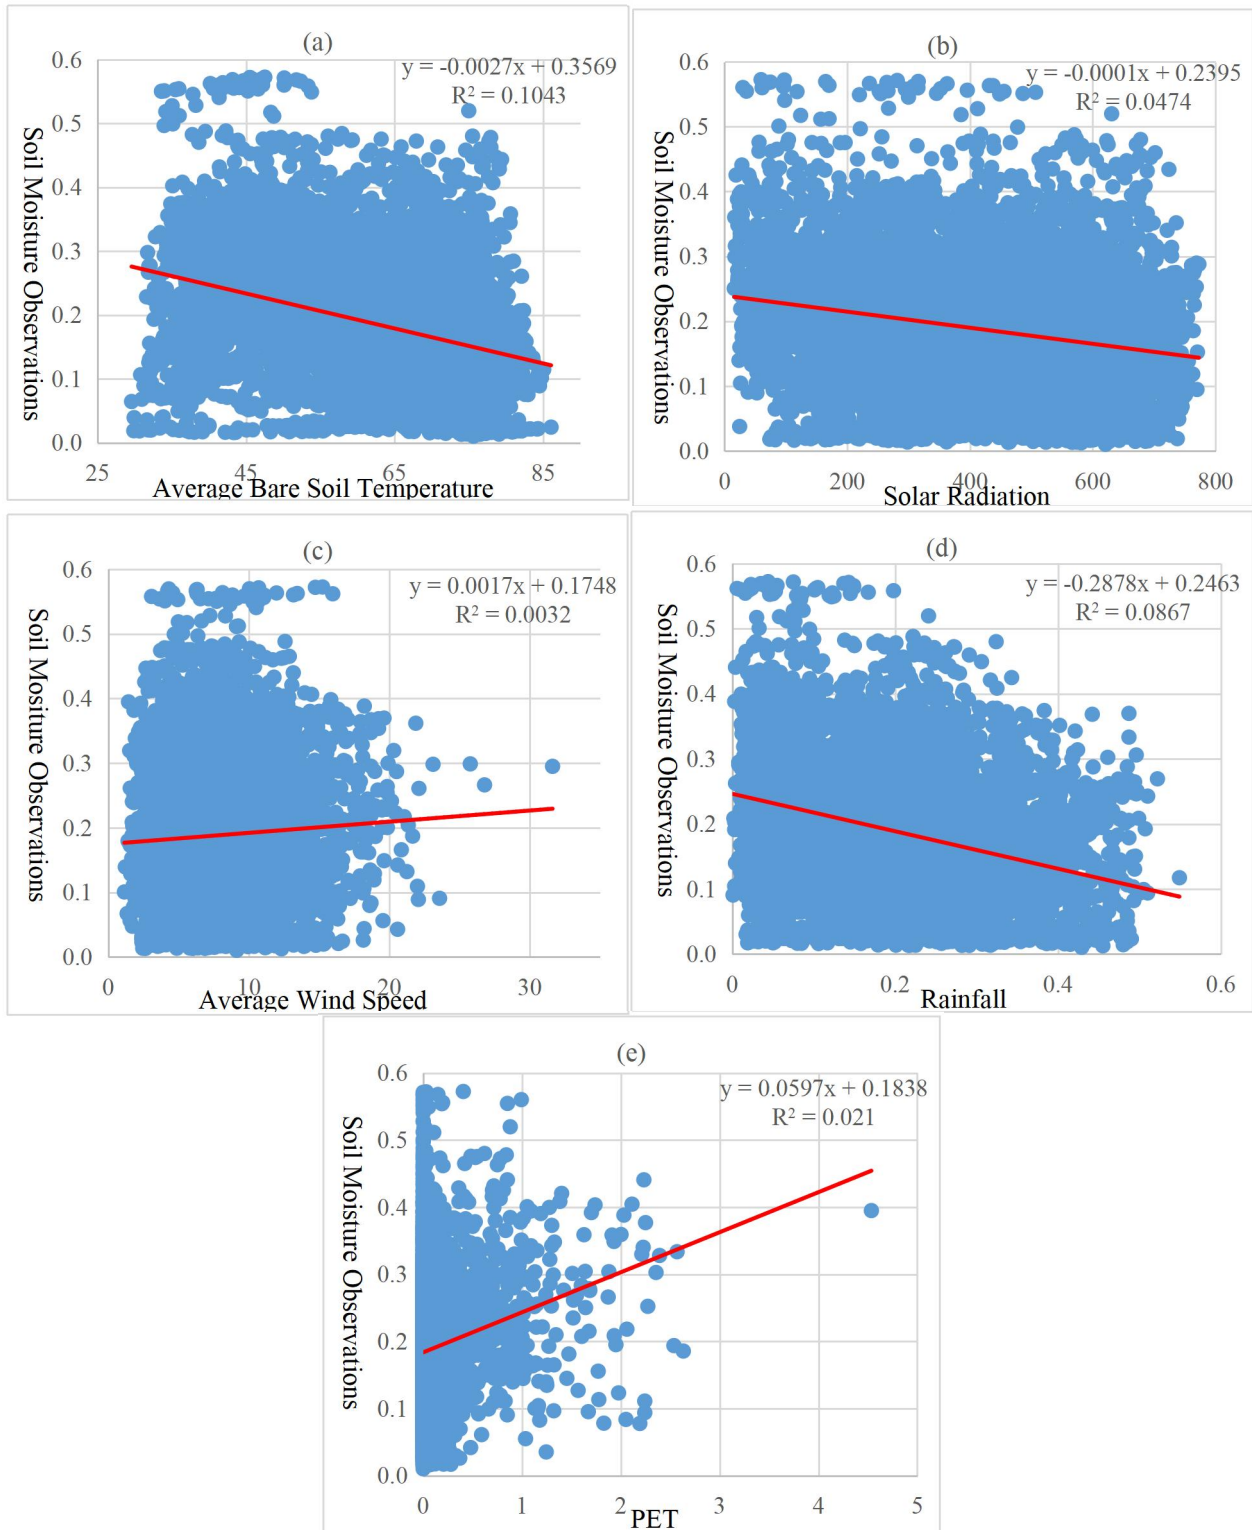 (a)
y = -0.0027x + 0.3569
R² = 0.1043
Soil Moisture Observations
0.6
0.5
0.4
0.3
0.2
0.1
0.0
25 45 65 85
Average Bare Soil Temperature
(b)
y = -0.0001x + 0.2395
R² = 0.0474
Soil Moisture Observations
0.6
0.5
0.4
0.3
0.2
0.1
0.0
0 200 400 600 800
Solar Radiation
(c)
y = 0.0017x + 0.1748
R² = 0.0032
Soil Mositure Observations
0.6
0.5
0.4
0.3
0.2
0.1
0.0
0 10 20 30
Average Wind Speed
(d)
y = -0.2878x + 0.2463
R² = 0.0867
Soil Moisture Observations
0.6
0.5
0.4
0.3
0.2
0.1
0.0
0 0.2 0.4 0.6
Rainfall
(e)
y = 0.0597x + 0.1838
R² = 0.021
Soil Moisture Observations
0.6
0.5
0.4
0.3
0.2
0.1
0.0
0 1 2 3 4 5
PET